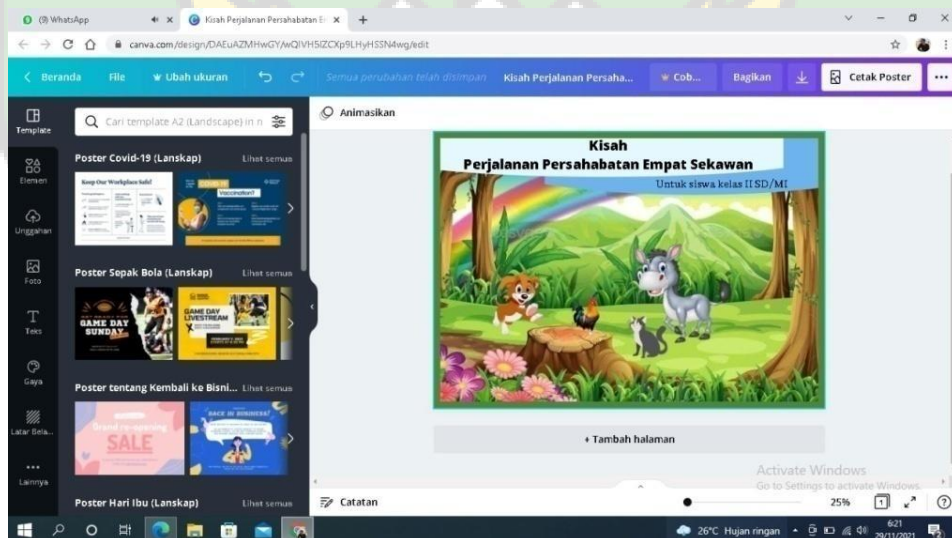 (9) WhatsApp
Kisah Perjalanan Persahabatan E
canva.com/design/DAEuAZMHwGY/wQIVH5IZCXp9LHyHSSN4wg/edit
Beranda File Ubah ukuran Semua perubahan telah disimpan Kisah Perjalanan Persaha... Cob... Bagikan Cetak Poster
Template
Elemen
Unggahan
Foto
Teks
Gaya
Latar Bela...
Lainnya
Cari template A2 (Landscape) in n
Poster Covid-19 (Lanskap) Lihat semua
Keep Our Workplace Safe!
Vaccination?
Poster Sepak Bola (Lanskap) Lihat semua
GAME DAY
SUNDAY
GAME DAY
LIVESTREAM
Poster tentang Kembali ke Bisni... Lihat semua
Grand re-opening
SALE
BACK IN BUSINESS!
Poster Hari Ibu (Lanskap) Lihat semua
Animasikan
Kisah
Perjalanan Persahabatan Empat Sekawan
Untuk siswa kelas II SD/MI
+ Tambah halaman
Activate Windows
Go to Settings to activate Windows.
Catatan
25%
1
26°C Hujan ringan
6:21
29/11/2021